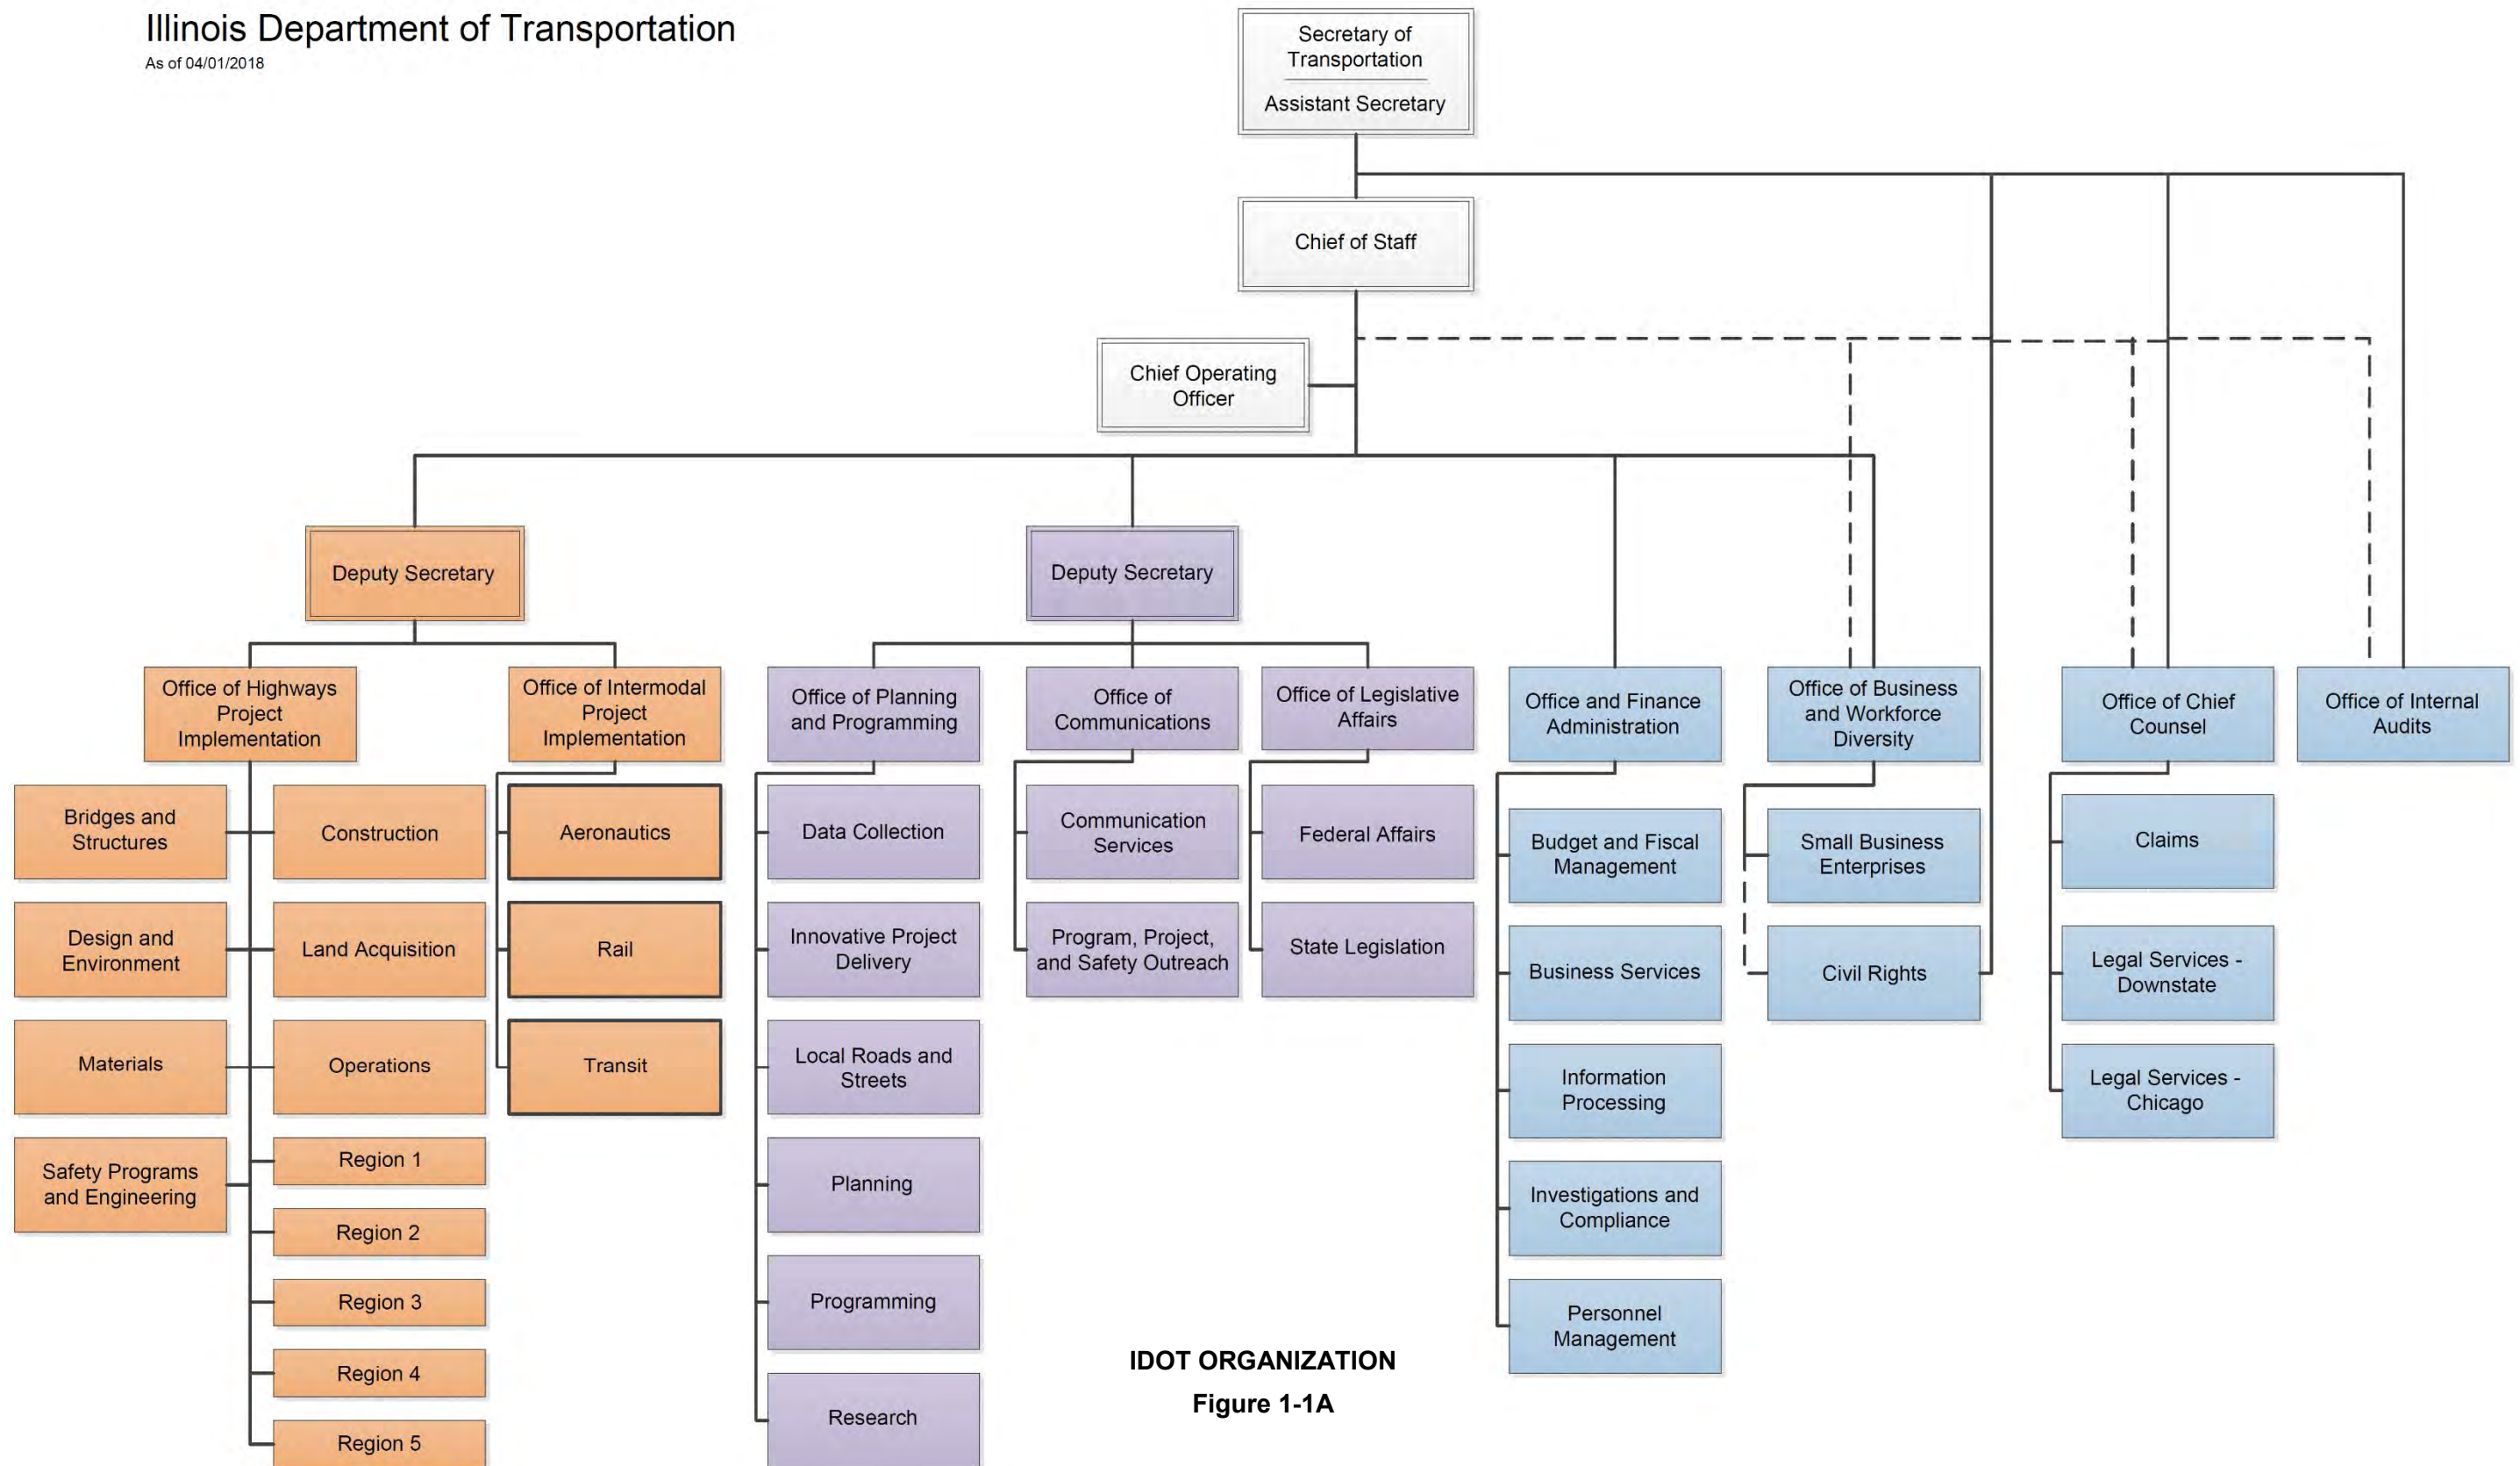 Illinois Department of Transportation
As of 04/01/2018
Secretary of
Transportation
Assistant Secretary
Chief of Staff
Chief Operating
Officer
Deputy Secretary
Deputy Secretary
Office of Highways
Project
Implementation
Office of Intermodal
Project
Implementation
Office of Planning
and Programming
Office of
Communications
Office of Legislative
Affairs
Office and Finance
Administration
Office of Business
and Workforce
Diversity
Office of Chief
Counsel
Office of Internal
Audits
Bridges and
Structures
Design and
Environment
Materials
Safety Programs
and Engineering
Construction
Land Acquisition
Operations
Region 1
Region 2
Region 3
Region 4
Region 5
Aeronautics
Rail
Transit
Data Collection
Innovative Project
Delivery
Local Roads and
Streets
Planning
Programming
Research
Communication
Services
Program, Project,
and Safety Outreach
Federal Affairs
State Legislation
Budget and Fiscal
Management
Business Services
Information
Processing
Investigations and
Compliance
Personnel
Management
Small Business
Enterprises
Civil Rights
Claims
Legal Services -
Downstate
Legal Services -
Chicago
IDOT ORGANIZATION
Figure 1-1A